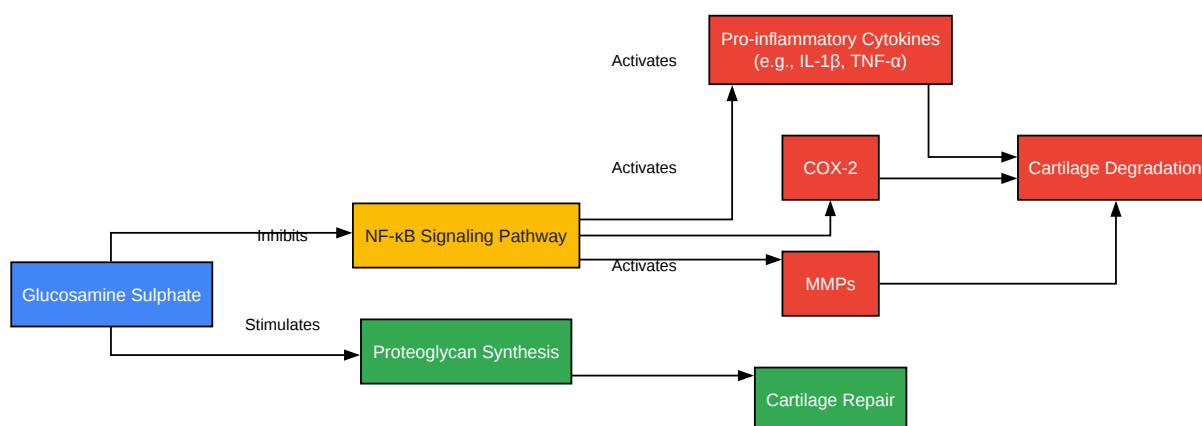 Pro-inflammatory Cytokines
(e.g., IL-1β, TNF-α)
Activates
Activates
COX-2
Cartilage Degradation
Inhibits
NF-κB Signaling Pathway
Activates
MMPs
Glucosamine Sulphate
Stimulates
Proteoglycan Synthesis
Cartilage Repair